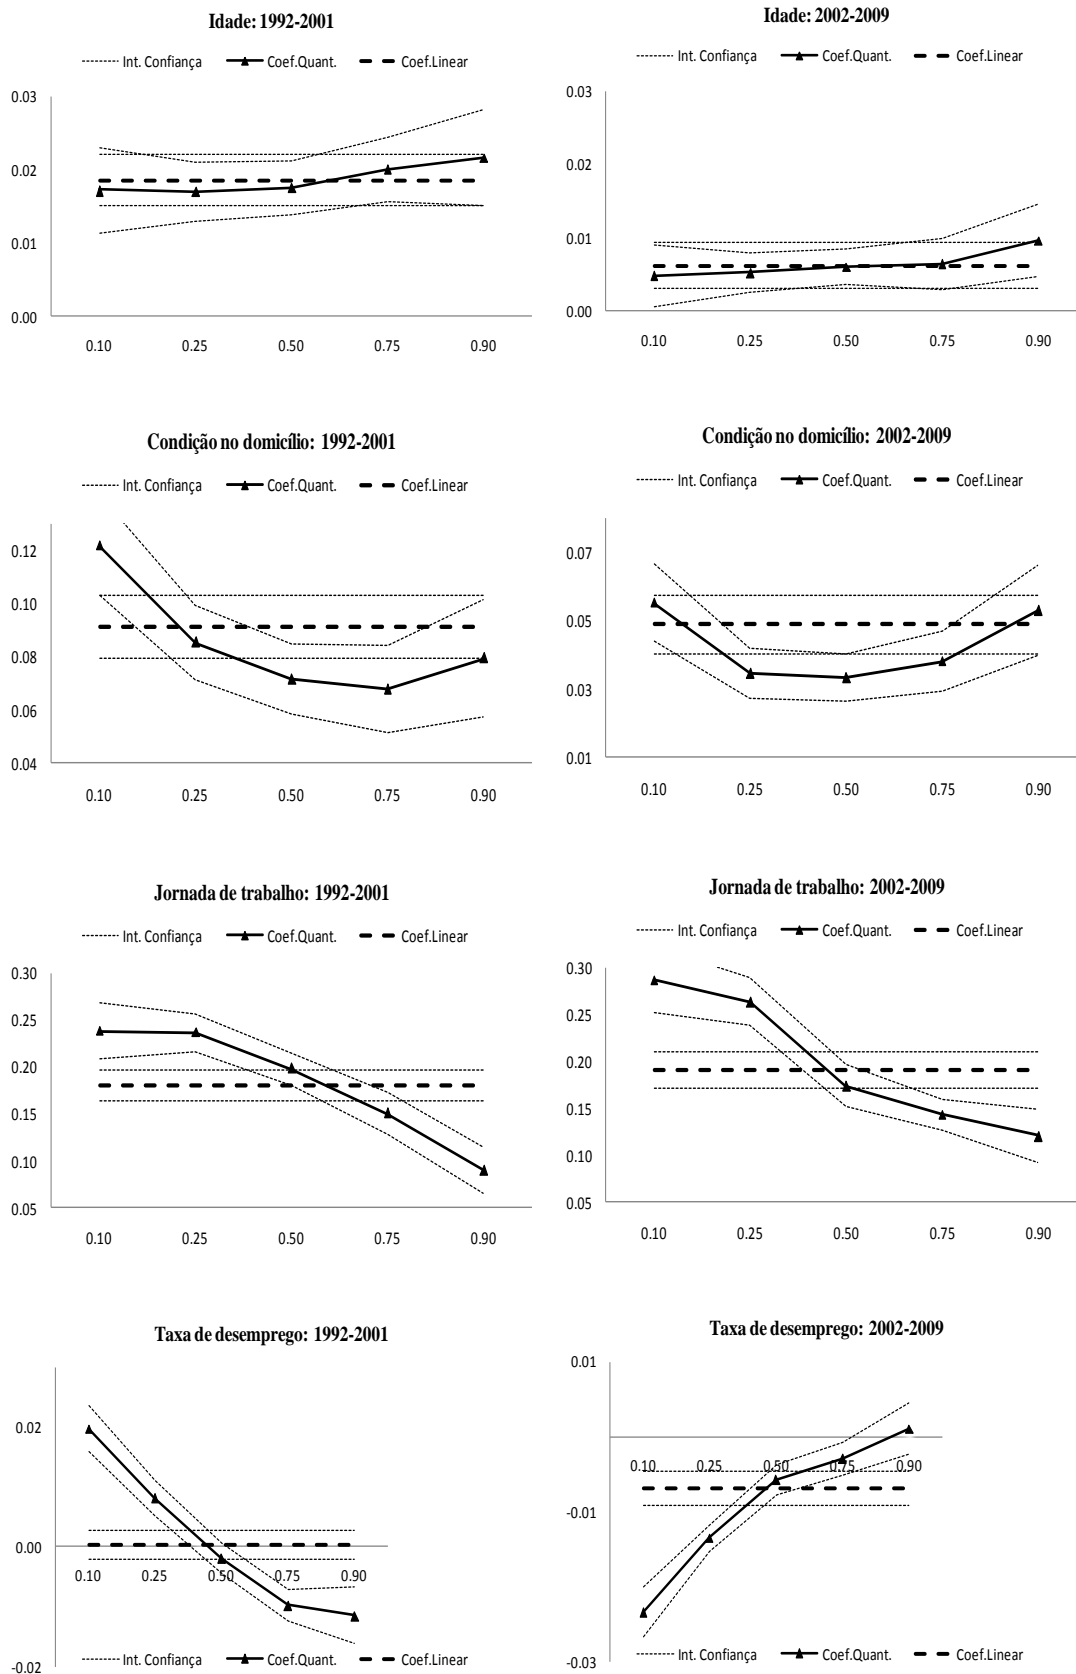 Idade: 1992-2001
Int. Confiança Coef.Quant. Coef.Linear
0.03
0.02
0.01
0.00
0.10 0.25 0.50 0.75 0.90
Idade: 2002-2009
Int. Confiança Coef.Quant. Coef.Linear
0.03
0.02
0.01
0.00
0.10 0.25 0.50 0.75 0.90
Condição no domicílio: 1992-2001
Int. Confiança Coef.Quant. Coef.Linear
0.12
0.10
0.08
0.06
0.04
0.10 0.25 0.50 0.75 0.90
Condição no domicílio: 2002-2009
Int. Confiança Coef.Quant. Coef.Linear
0.07
0.05
0.03
0.01
0.10 0.25 0.50 0.75 0.90
Jornada de trabalho: 1992-2001
Int. Confiança Coef.Quant. Coef.Linear
0.30
0.25
0.20
0.15
0.10
0.05
0.10 0.25 0.50 0.75 0.90
Jornada de trabalho: 2002-2009
Int. Confiança Coef.Quant. Coef.Linear
0.30
0.25
0.20
0.15
0.10
0.05
0.10 0.25 0.50 0.75 0.90
Taxa de desemprego: 1992-2001
0.02
0.00
0.10 0.25 0.50 0.75 0.90
-0.02
Int. Confiança Coef.Quant. Coef.Linear
Taxa de desemprego: 2002-2009
0.01
0.10 0.25 0.50 0.75 0.90
-0.01
-0.03
Int. Confiança Coef.Quant. Coef.Linear